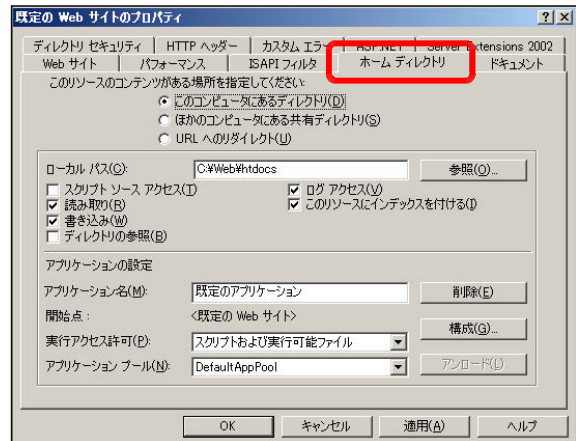 既定の Web サイトのプロパティ
ディレクトリ セキュリティ HTTP ヘッダー カスタム エラー ASP.NET Server Extensions 2002
Web サイト パフォーマンス ISAPI フィルタ ホーム ディレクトリ ドキュメント
このリソースのコンテンツがある場所を指定してください:
このコンピュータにあるディレクトリ(D)
ほかのコンピュータにある共有ディレクトリ(S)
URL へのリダイレクト(U)
ローカル パス(C): C:¥Web¥htdocs 参照(O)...
スクリプト ソース アクセス(T) ログ アクセス(V)
読み取り(R) このリソースにインデックスを付ける(I)
書き込み(W)
ディレクトリの参照(B)
アプリケーションの設定
アプリケーション名(M): 既定のアプリケーション 削除(E)
開始点: <既定の Web サイト> 構成(G)...
実行アクセス許可(P): スクリプトおよび実行可能ファイル
アプリケーション プール(N): DefaultAppPool アンロード(L)
OK キャンセル 適用(A) ヘルプ